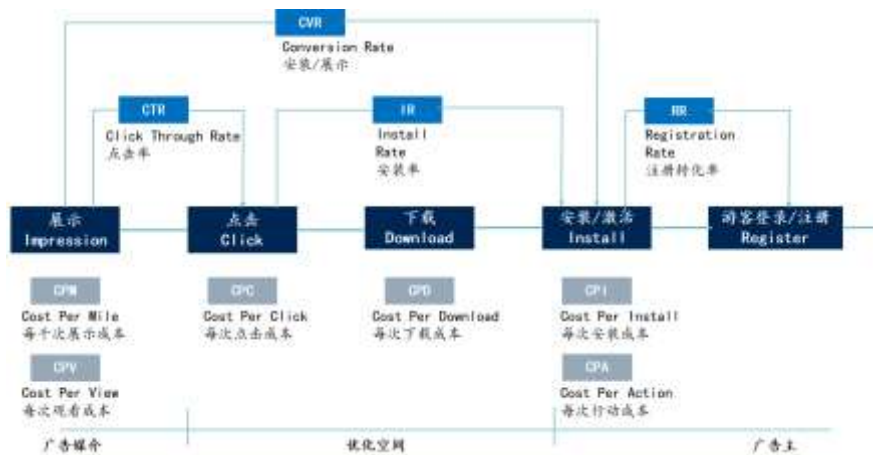 CVR
Conversion Rate
安装/展示
CTR
Click Through Rate
点击率
IR
Install
Rate
安装率
RR
Registration
Rate
注册转化率
展示
Impression
点击
Click
下载
Download
安装/激活
Install
游客登录/注册
Register
CPM
Cost Per Mile
每千次展示成本
CPC
Cost Per Click
每次点击成本
CPD
Cost Per Download
每次下载成本
CPI
Cost Per Install
每次安装成本
CPV
Cost Per View
每次观看成本
CPA
Cost Per Action
每次行动成本
广告媒介
优化空间
广告主